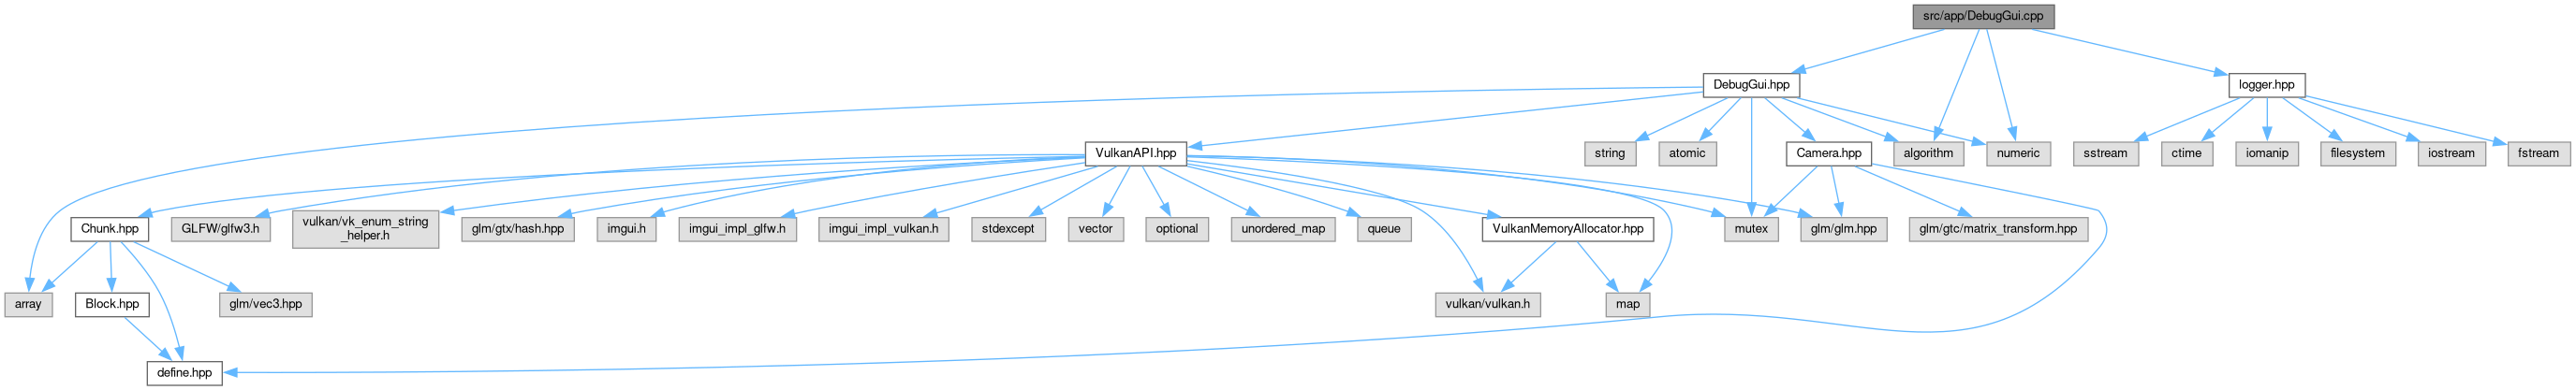 src/app/DebugGui.cpp
DebugGui.hpp
logger.hpp
VulkanAPI.hpp
string
atomic
Camera.hpp
algorithm
numeric
sstream
ctime
iomanip
filesystem
iostream
fstream
Chunk.hpp
GLFW/glfw3.h
vulkan/vk_enum_string
_helper.h
glm/gtx/hash.hpp
imgui.h
imgui_impl_glfw.h
imgui_impl_vulkan.h
stdexcept
vector
optional
unordered_map
queue
VulkanMemoryAllocator.hpp
mutex
glm/glm.hpp
glm/gtc/matrix_transform.hpp
array
Block.hpp
glm/vec3.hpp
vulkan/vulkan.h
map
define.hpp